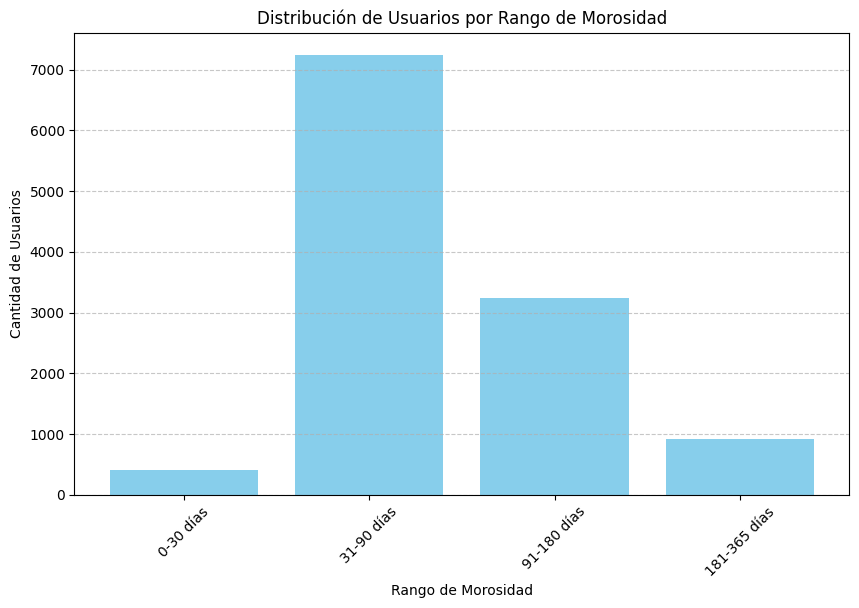 Distribución de Usuarios por Rango de Morosidad
Cantidad de Usuarios
7000
6000
5000
4000
3000
2000
1000
0
0-30 días
31-90 días
91-180 días
181-365 días
Rango de Morosidad